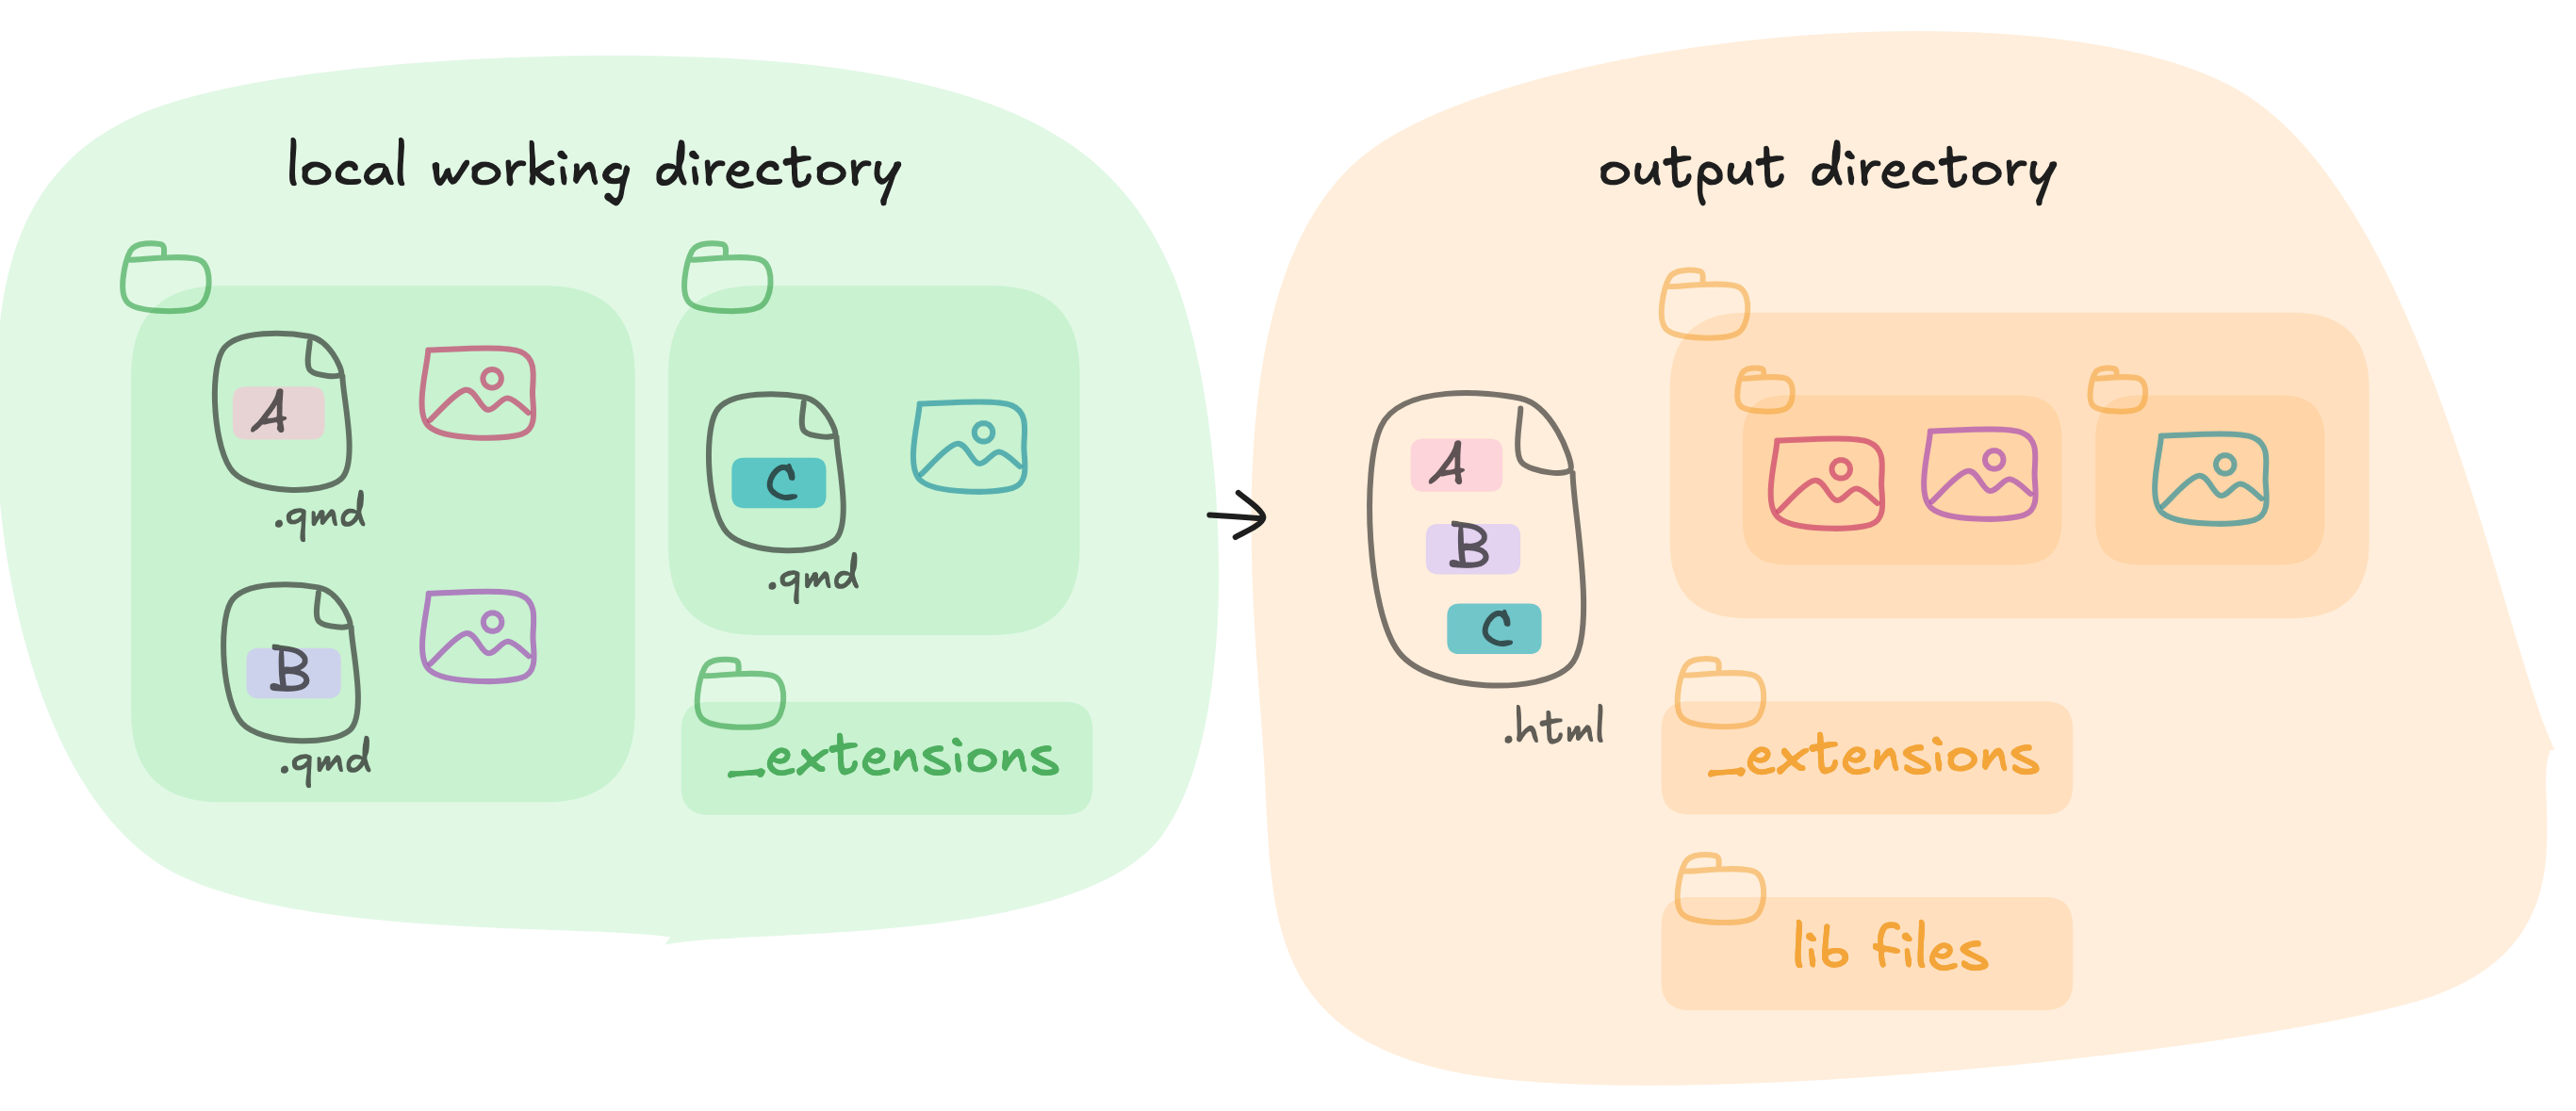 local working directory
A
.qmd
B
.qmd
C
.qmd
_extensions
output directory
A
B
C
.html
_extensions
lib files